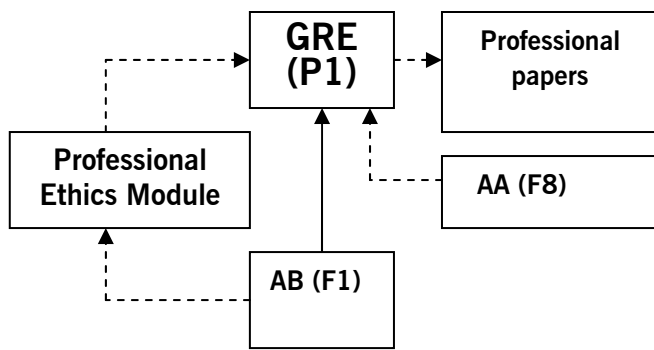 GRE
(P1)
Professional
papers
Professional
Ethics Module
AA (F8)
AB (F1)